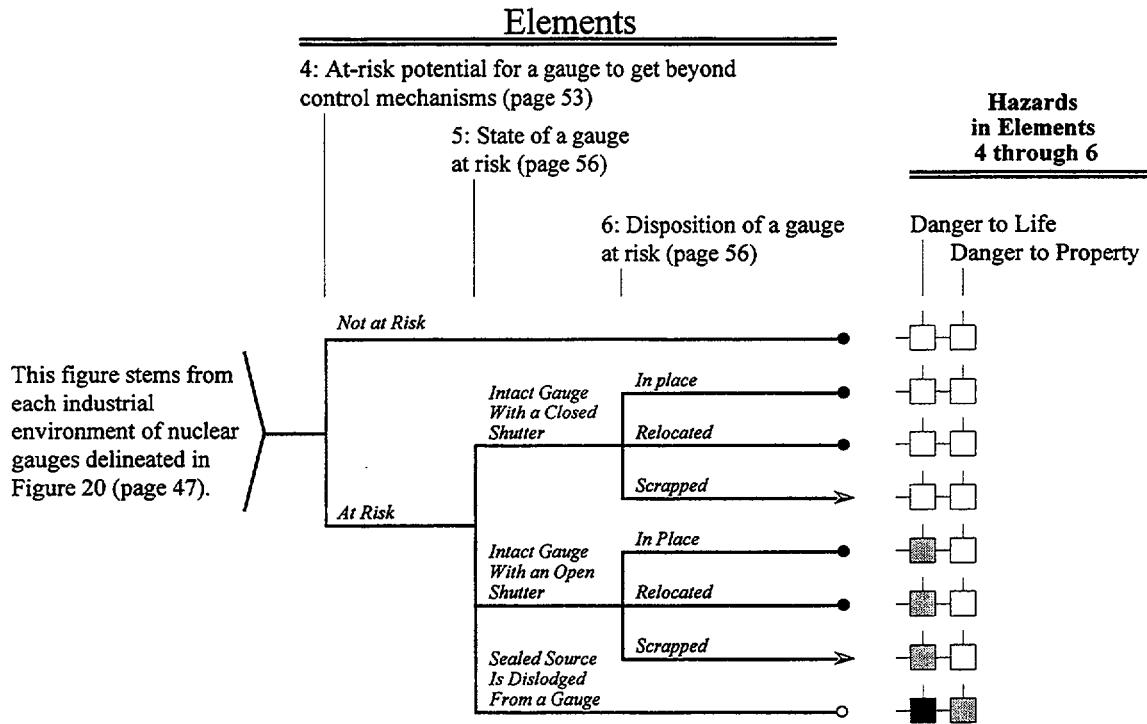 Elements
4: At-risk potential for a gauge to get beyond
control mechanisms (page 53)
5: State of a gauge
at risk (page 56)
6: Disposition of a gauge
at risk (page 56)
Hazards
in Elements
4 through 6
Danger to Life
Danger to Property
This figure stems from
each industrial
environment of nuclear
gauges delineated in
Figure 20 (page 47).
Not at Risk
At Risk
Intact Gauge
With a Closed
Shutter
In place
Relocated
Scrapped
Intact Gauge
With an Open
Shutter
In Place
Relocated
Scrapped
Sealed Source
Is Dislodged
From a Gauge